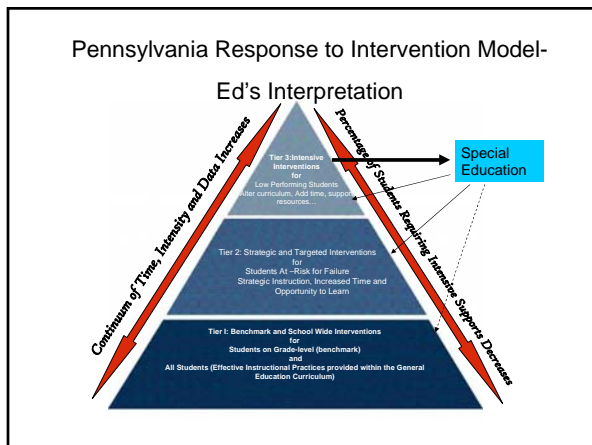 Pennsylvania Response to Intervention Model-
Ed's Interpretation
Continuum of Time, Intensity and Data Increases
Percentage of Students Requiring Intensive Supports Decreases
Special
Education
Tier 3:Intensive
Interventions
for
Low Performing Students
Alter curriculum, Add time, support
resources…
Tier 2: Strategic and Targeted Interventions
for
Students At –Risk for Failure
Strategic Instruction, Increased Time and
Opportunity to Learn
Tier I: Benchmark and School Wide Interventions
for
Students on Grade-level (benchmark)
and
All Students (Effective Instructional Practices provided within the General
Education Curriculum)